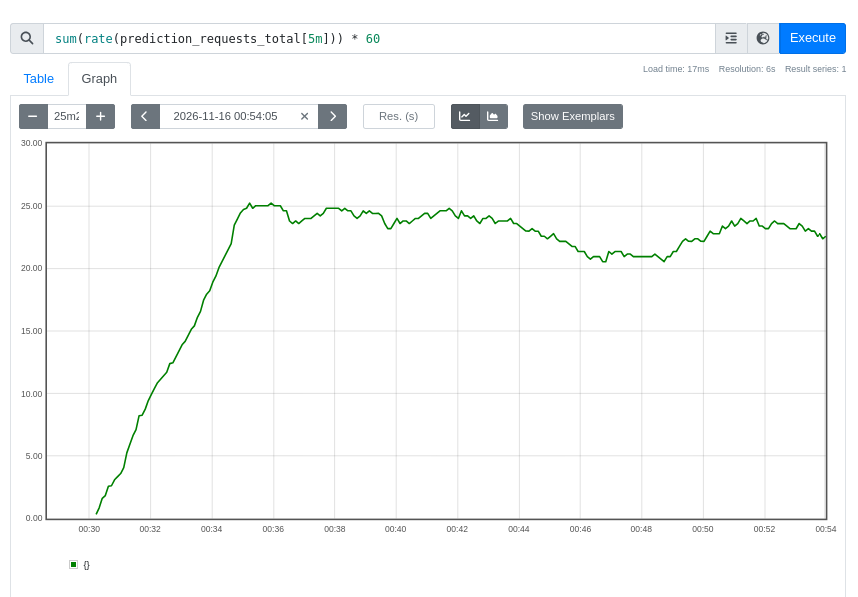 sum(rate(prediction_requests_total[5m])) * 60
Execute
Table
Graph
Load time: 17ms Resolution: 6s Result series: 1
2026-11-16 00:54:05
Res. (s)
Show Exemplars
30.00
25.00
20.00
15.00
10.00
5.00
0.00
00:30 00:32 00:34 00:36 00:38 00:40 00:42 00:44 00:46 00:48 00:50 00:52 00:54
{}